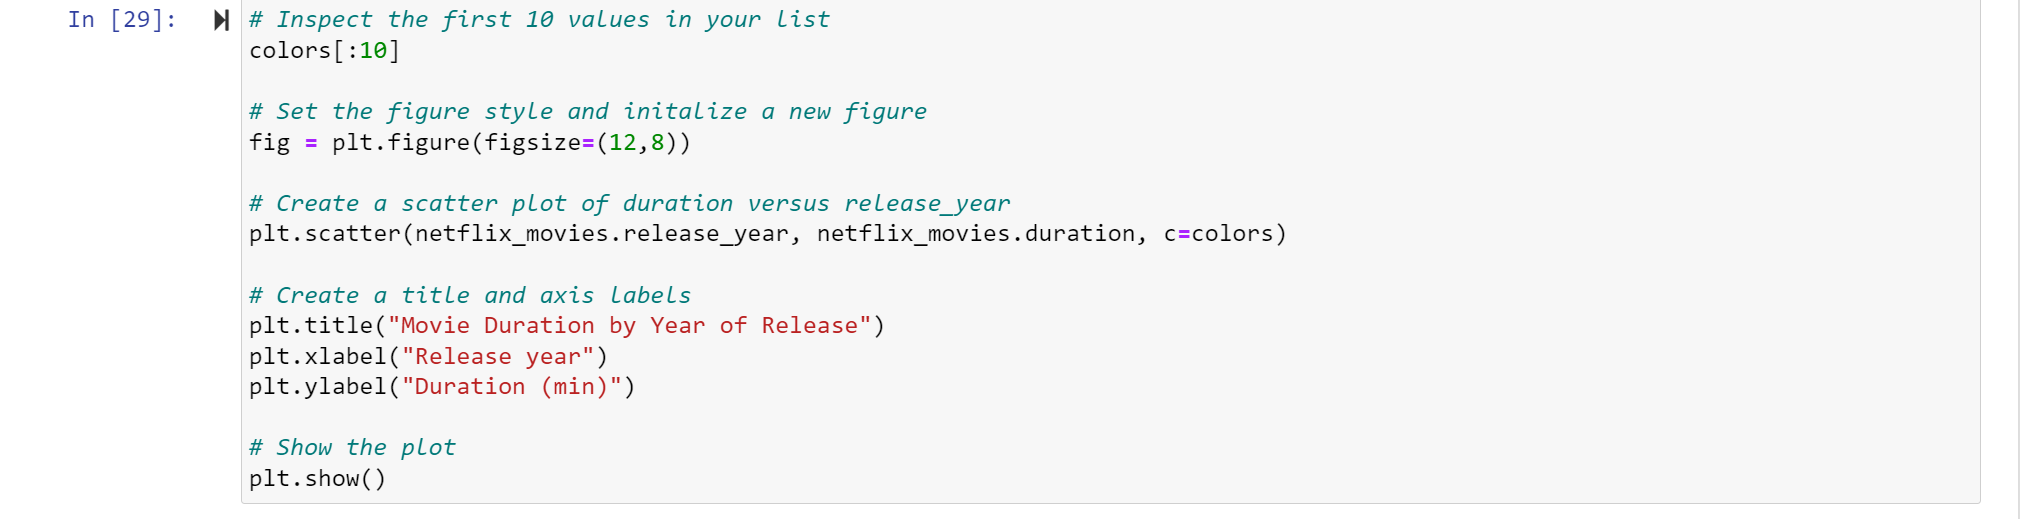 In [29]:
# Inspect the first 10 values in your list
colors[:10]
# Set the figure style and initalize a new figure
fig = plt.figure(figsize=(12,8))
# Create a scatter plot of duration versus release_year
plt.scatter(netflix_movies.release_year, netflix_movies.duration, c=colors)
# Create a title and axis labels
plt.title("Movie Duration by Year of Release")
plt.xlabel("Release year")
plt.ylabel("Duration (min)")
# Show the plot
plt.show()